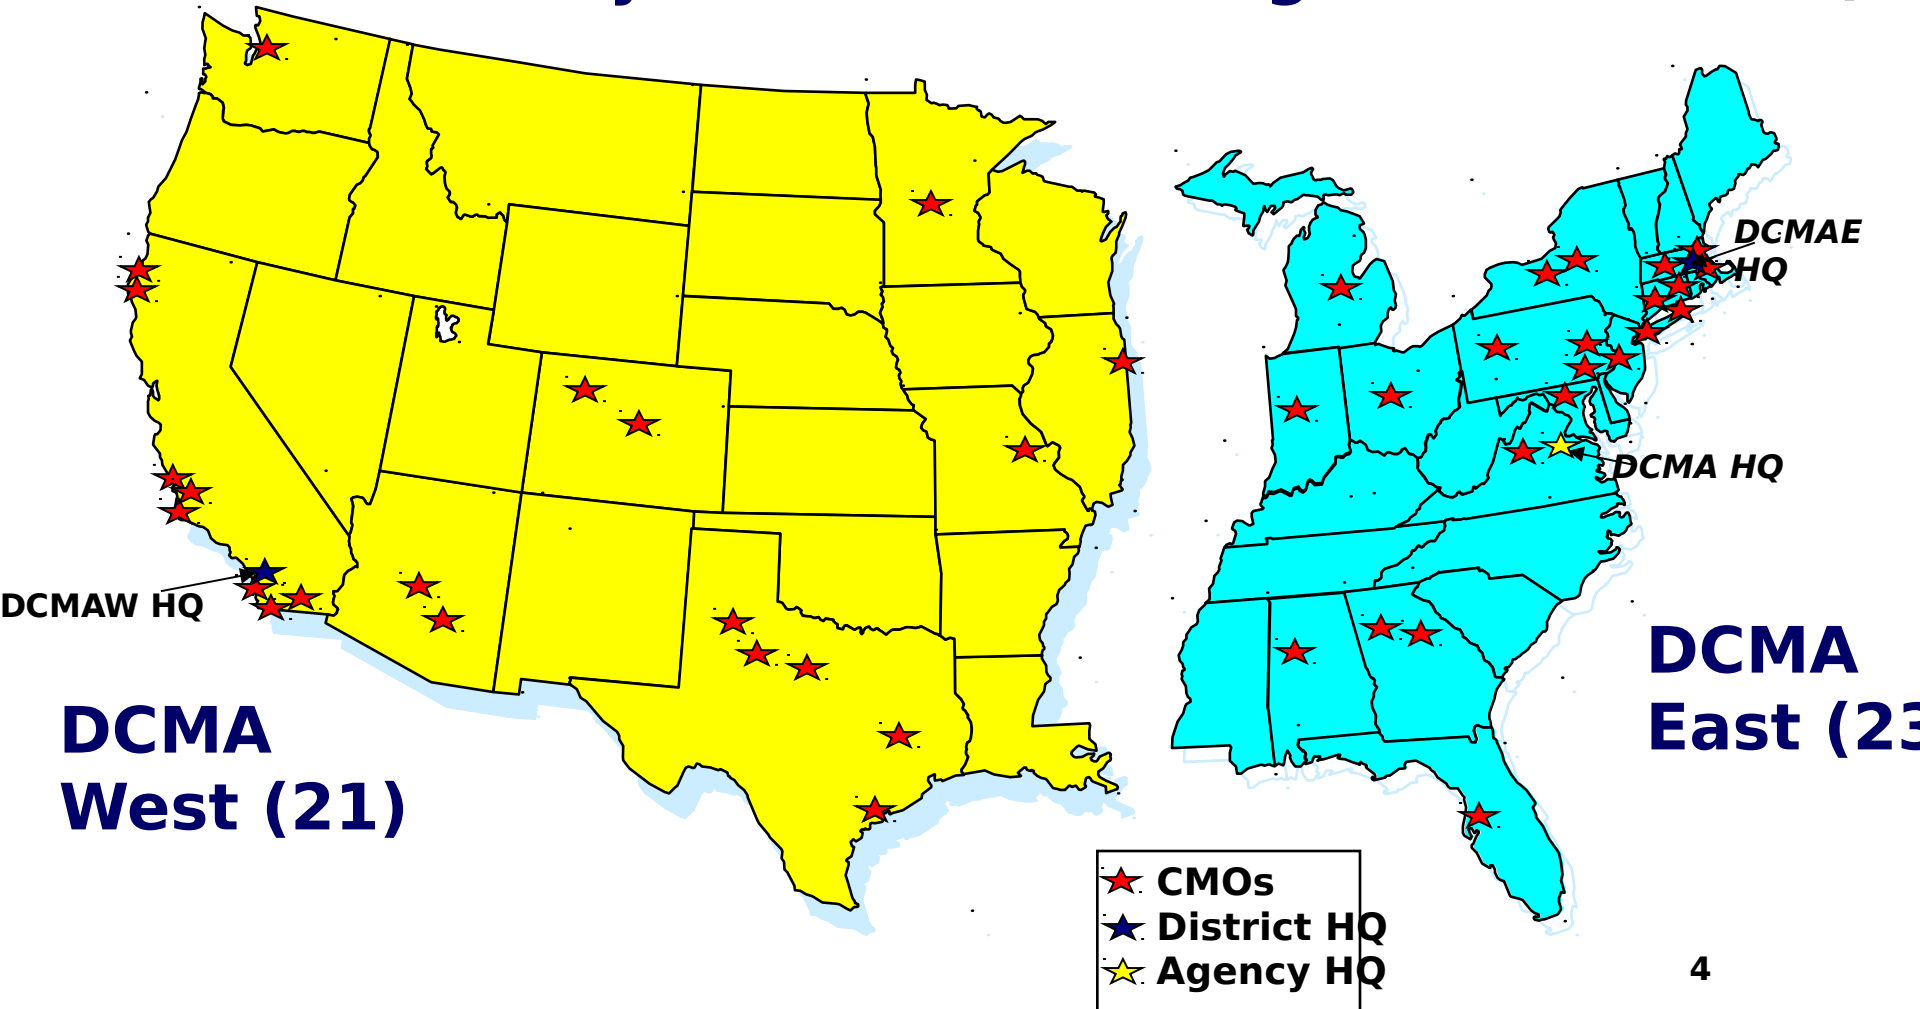 DCMAE
HQ
DCMA HQ
DCMAW HQ
DCMA
West (21)
DCMA
East (23
CMOs
District HQ
Agency HQ
4